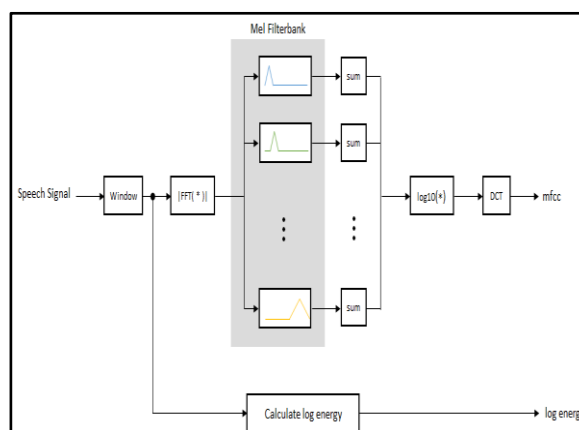 Mel Filterbank
sum
sum
Speech Signal
Window
|FFT( * )|
log10(*)
DCT
mfcc
sum
Calculate log energy
log energ